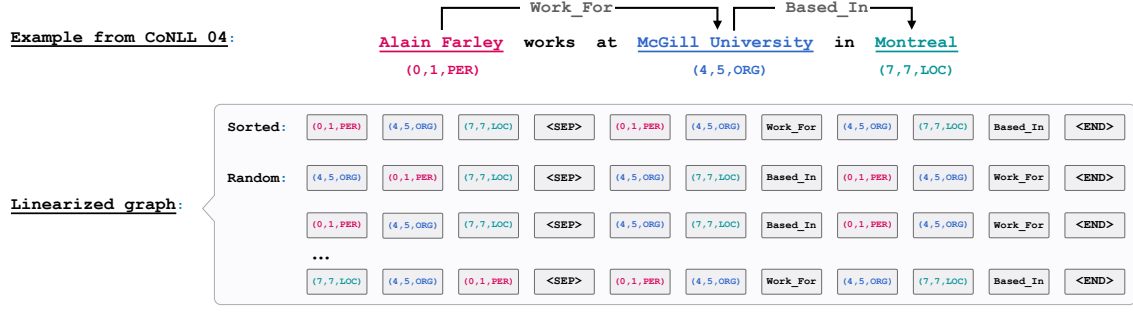 Work_For Based_In
Example from CoNLL 04: Alain Farley works at McGill University in Montreal
(0,1,PER) (4,5,ORG) (7,7,LOC)
Sorted: (0,1,PER) (4,5,ORG) (7,7,LOC) <SEP> (0,1,PER) (4,5,ORG) Work_For (4,5,ORG) (7,7,LOC) Based_In <END>
Random: (4,5,ORG) (0,1,PER) (7,7,LOC) <SEP> (4,5,ORG) (7,7,LOC) Based_In (0,1,PER) (4,5,ORG) Work_For <END>
Linearized graph:
(0,1,PER) (4,5,ORG) (7,7,LOC) <SEP> (4,5,ORG) (7,7,LOC) Based_In (0,1,PER) (4,5,ORG) Work_For <END>
...
(7,7,LOC) (4,5,ORG) (0,1,PER) <SEP> (0,1,PER) (4,5,ORG) Work_For (4,5,ORG) (7,7,LOC) Based_In <END>